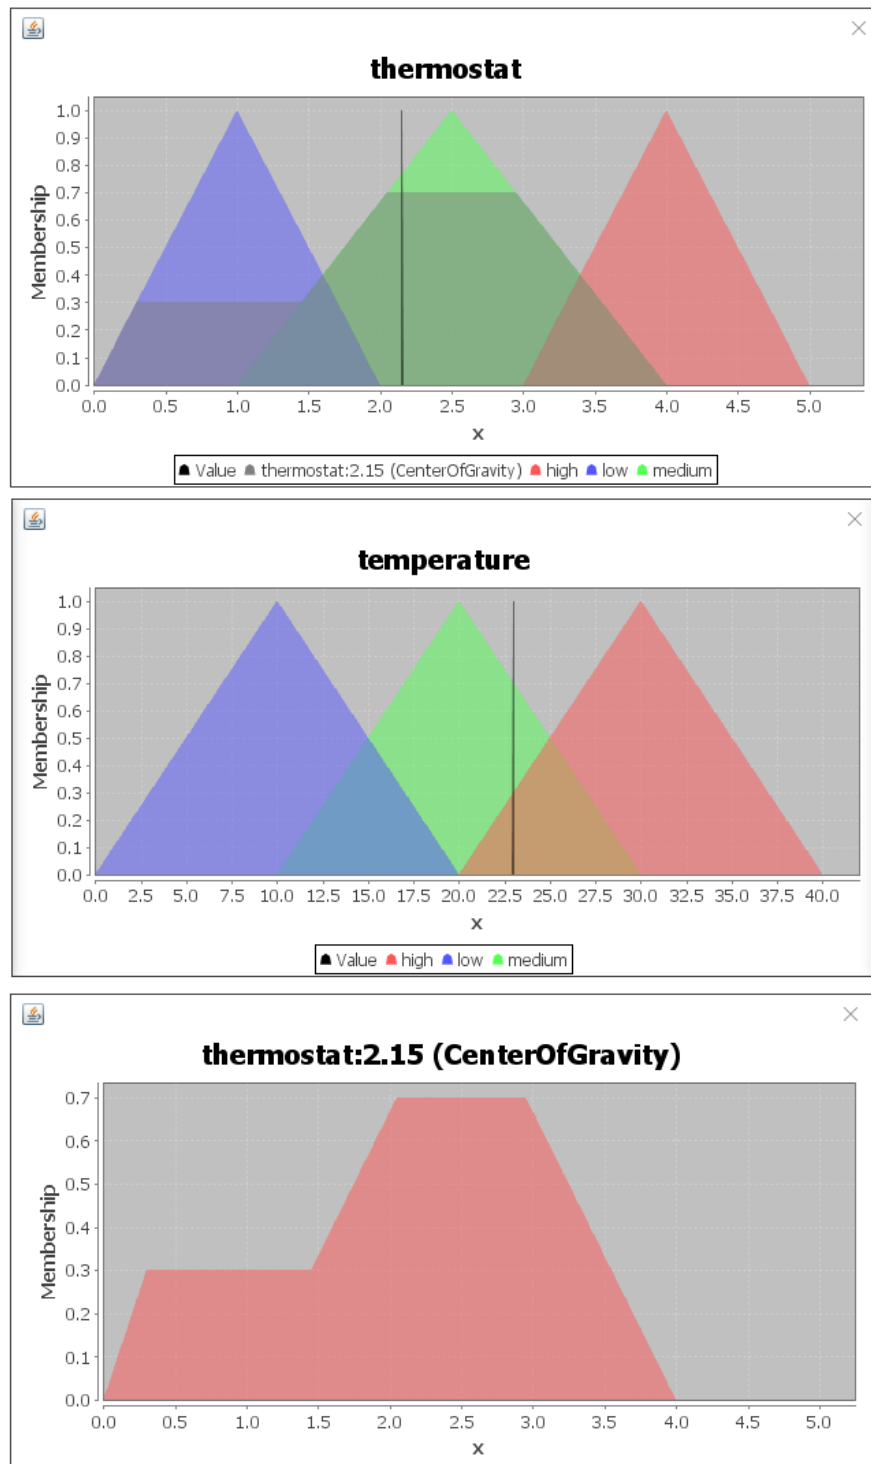 thermostat
1.0
0.9
0.8
0.7
0.6
0.5
0.4
0.3
0.2
0.1
0.0
Membership
0.0 0.5 1.0 1.5 2.0 2.5 3.0 3.5 4.0 4.5 5.0
x
Value thermostat:2.15 (CenterOfGravity) high low medium
temperature
1.0
0.9
0.8
0.7
0.6
0.5
0.4
0.3
0.2
0.1
0.0
Membership
0.0 2.5 5.0 7.5 10.0 12.5 15.0 17.5 20.0 22.5 25.0 27.5 30.0 32.5 35.0 37.5 40.0
x
Value high low medium
thermostat:2.15 (CenterOfGravity)
0.7
0.6
0.5
0.4
0.3
0.2
0.1
0.0
Membership
0.0 0.5 1.0 1.5 2.0 2.5 3.0 3.5 4.0 4.5 5.0
x